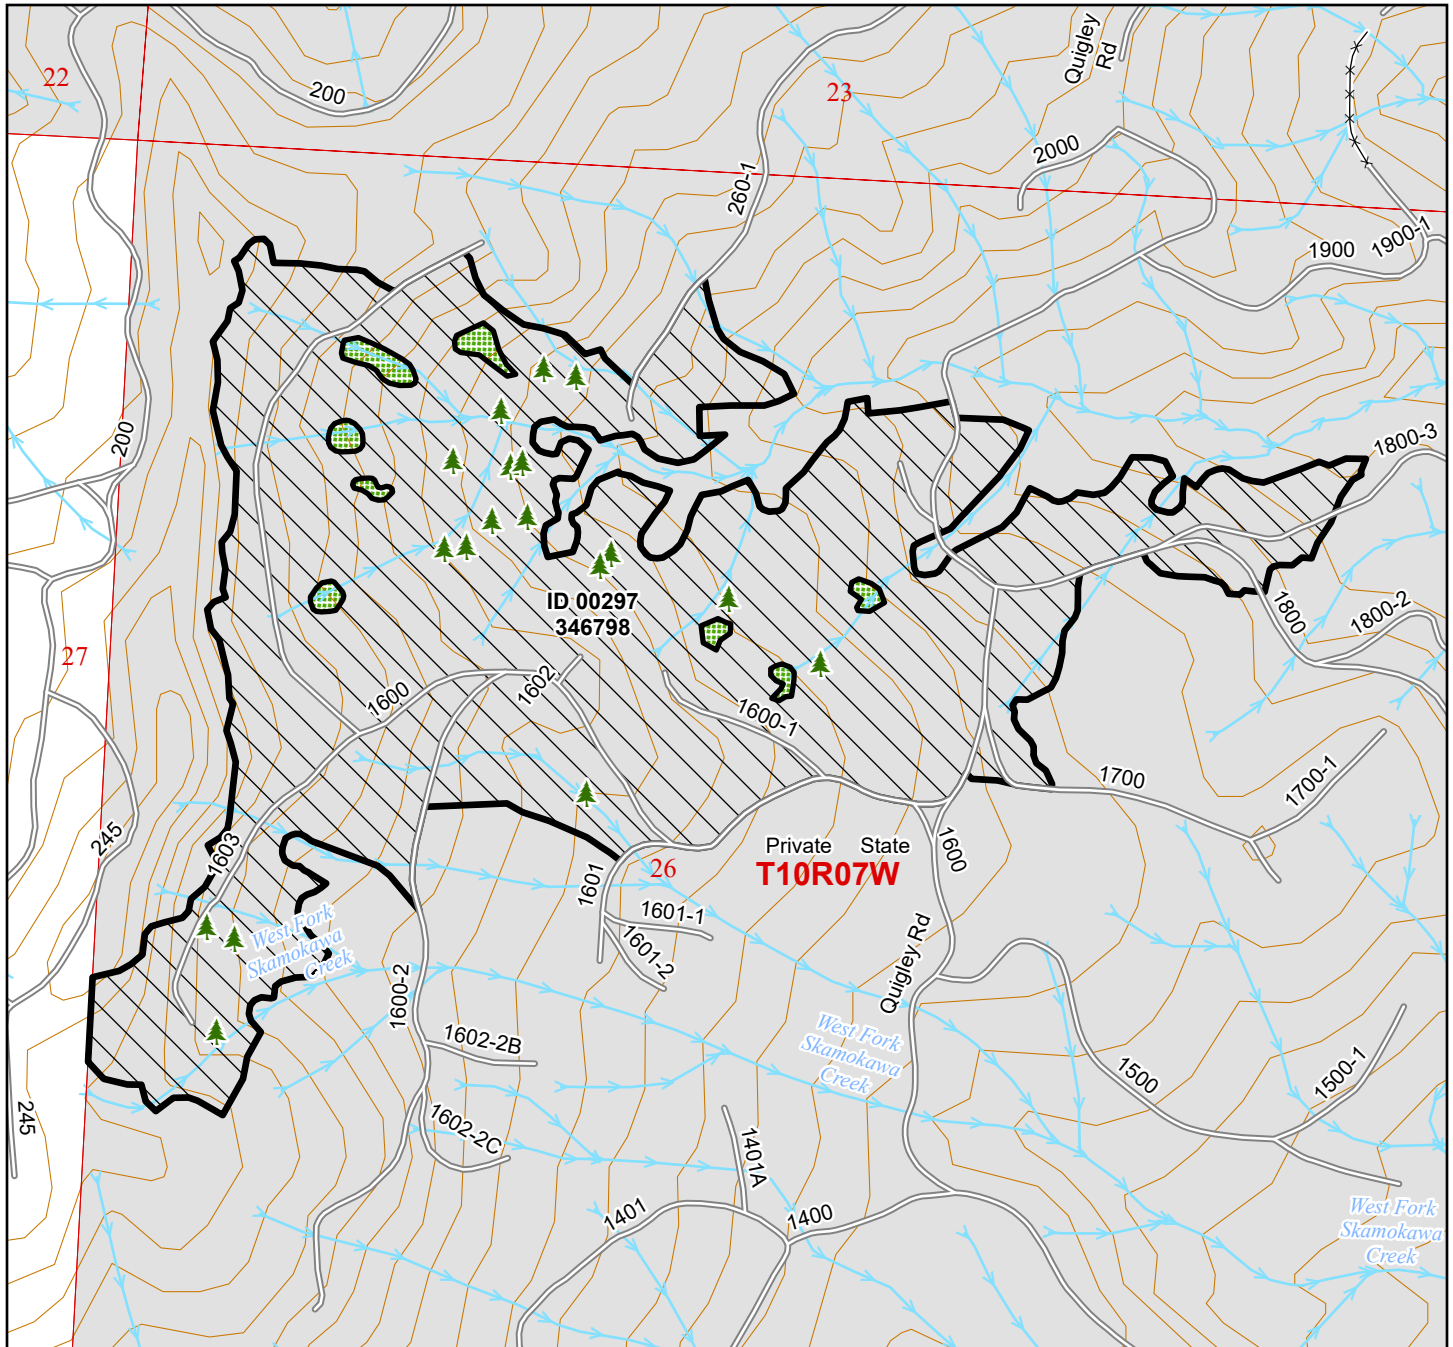 Quigley
Rd
22
200
23
2000
260-1
1900
1900-1
200
1800-3
ID 00297
346798
1800
1800-2
27
1602
1600
1600-1
1700
1700-1
245
1603
1600
Private State
T10R07W
26
1601
1601-1
1601-2
West Fork
Skamokawa
Creek
Quigley Rd
1600-2
1602-2B
West Fork
Skamokawa
Creek
1500
1500-1
245
1602-2C
1401A
1401
1400
West Fork
Skamokawa
Creek